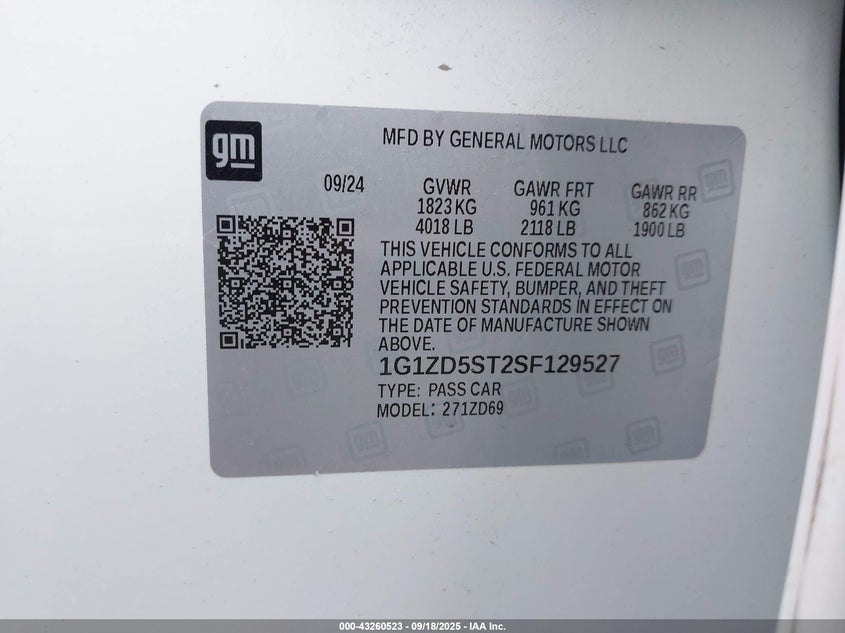 gm
MFD BY GENERAL MOTORS LLC
09/24 GVWR GAWR FRT GAWR RR
1823 KG 961 KG 862 KG
4018 LB 2118 LB 1900 LB
THIS VEHICLE CONFORMS TO ALL
APPLICABLE U.S. FEDERAL MOTOR
VEHICLE SAFETY, BUMPER, AND THEFT
PREVENTION STANDARDS IN EFFECT ON
THE DATE OF MANUFACTURE SHOWN
ABOVE.
1G1ZD5ST2SF129527
TYPE: PASS CAR
MODEL: 271ZD69
000-43260523 - 09/18/2025 - IAA Inc.